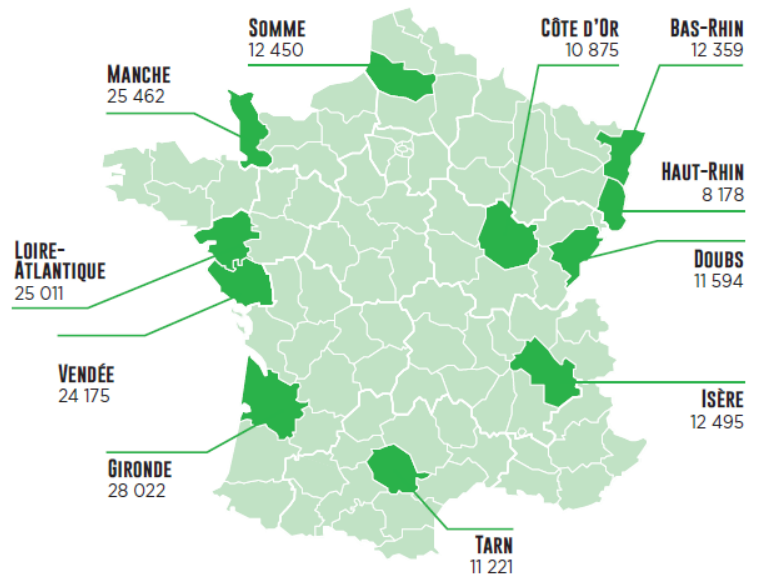 SOMME
12 450
CÔTE D'OR
10 875
BAS-RHIN
12 359
MANCHE
25 462
HAUT-RHIN
8 178
LOIRE-
ATLANTIQUE
25 011
DOUBS
11 594
VENDÉE
24 175
ISÈRE
12 495
GIRONDE
28 022
TARN
11 221